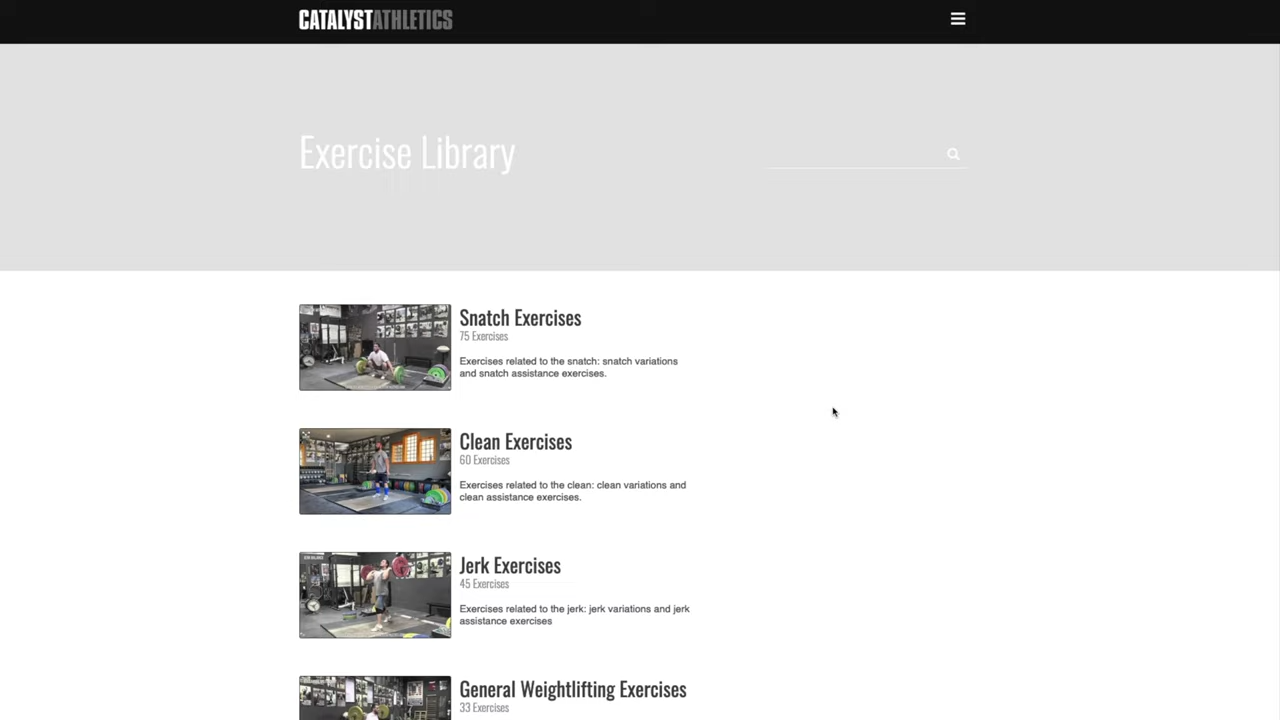 CATALYSTATHLETICS
Exercise Library
Snatch Exercises
75 Exercises
Exercises related to the snatch: snatch variations
and snatch assistance exercises.
Clean Exercises
60 Exercises
Exercises related to the clean: clean variations and
clean assistance exercises.
Jerk Exercises
45 Exercises
Exercises related to the jerk: jerk variations and jerk
assistance exercises
General Weightlifting Exercises
33 Exercises